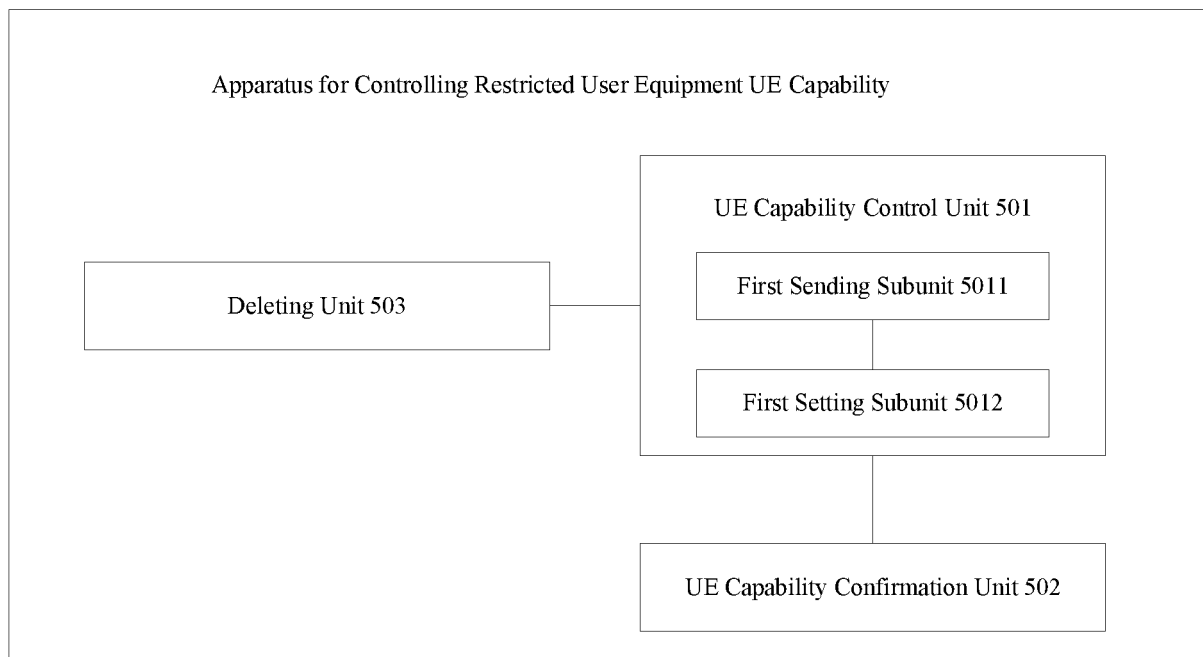 Apparatus for Controlling Restricted User Equipment UE Capability
UE Capability Control Unit 501
First Sending Subunit 5011
Deleting Unit 503
First Setting Subunit 5012
UE Capability Confirmation Unit 502